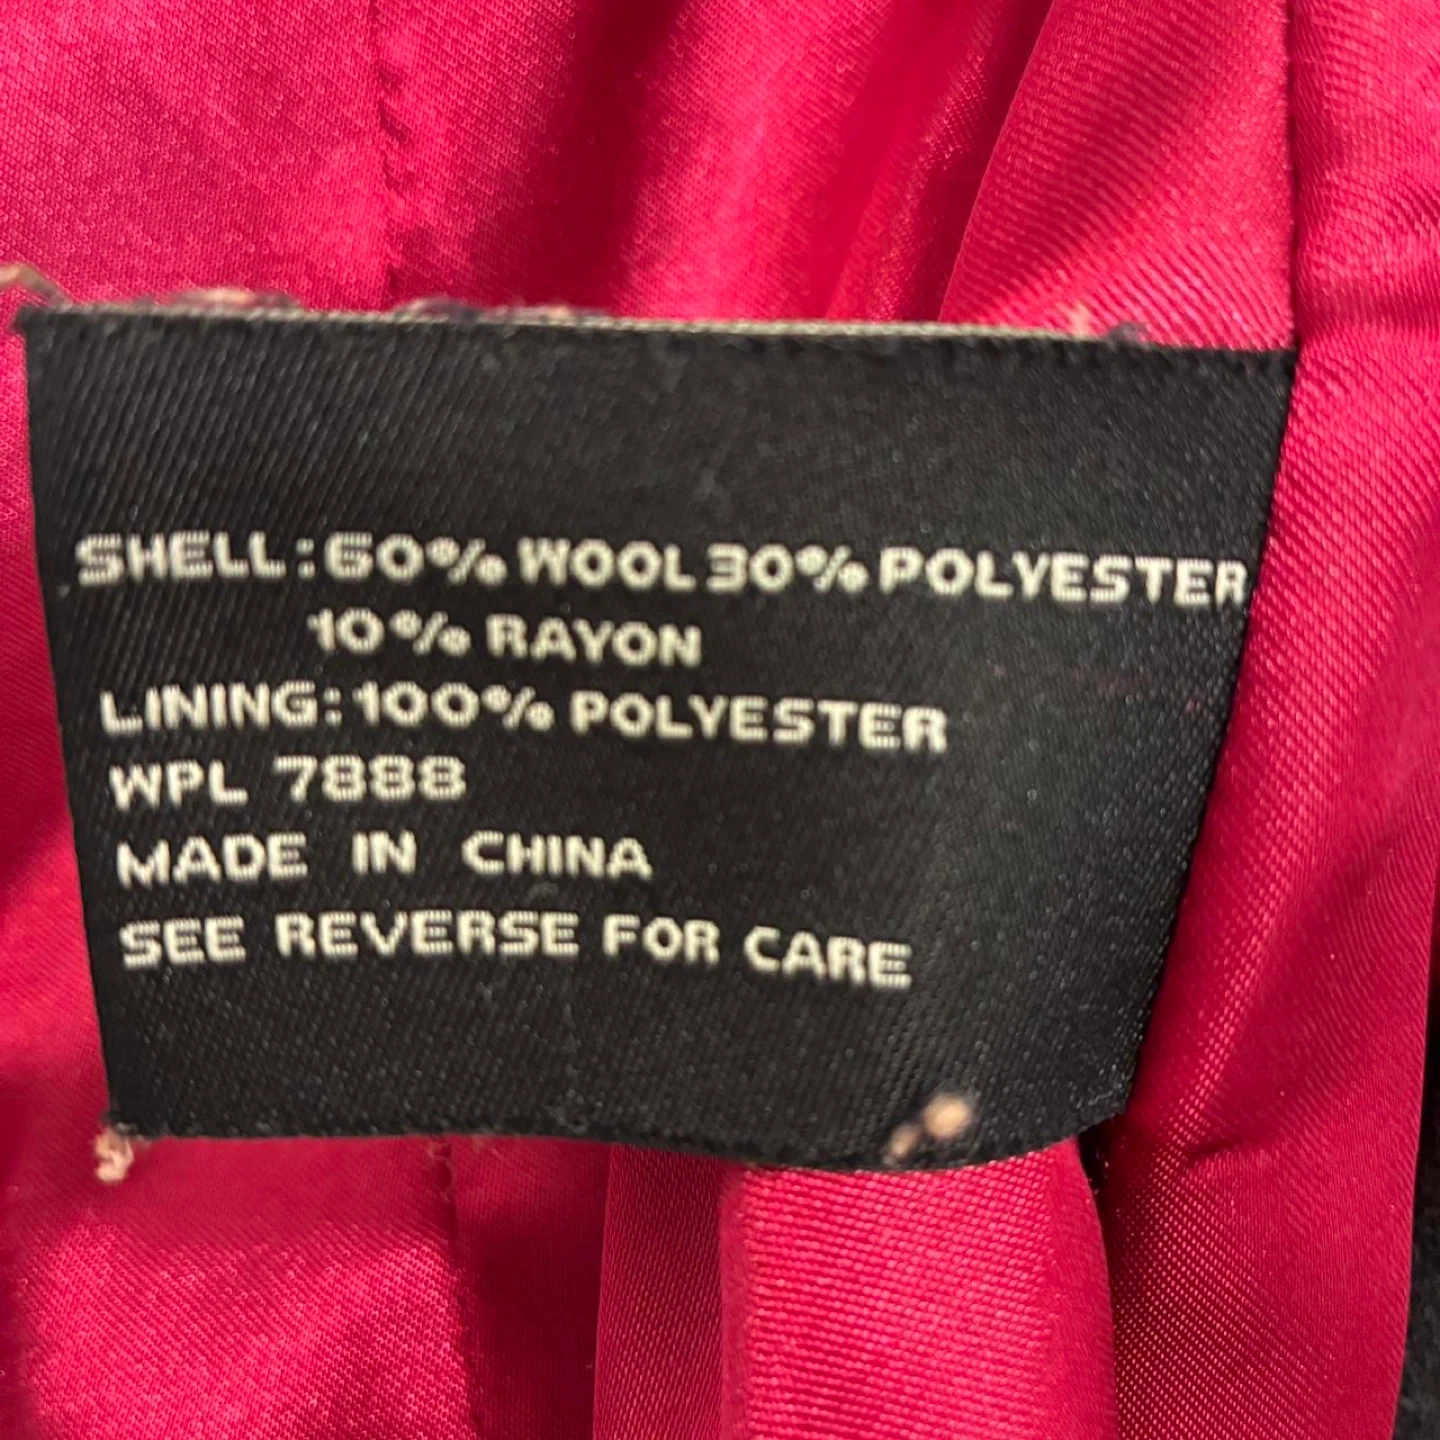 SHELL: 60% WOOL 30% POLYESTER
10% RAYON
LINING: 100% POLYESTER
WPL 7888
MADE IN CHINA
SEE REVERSE FOR CARE